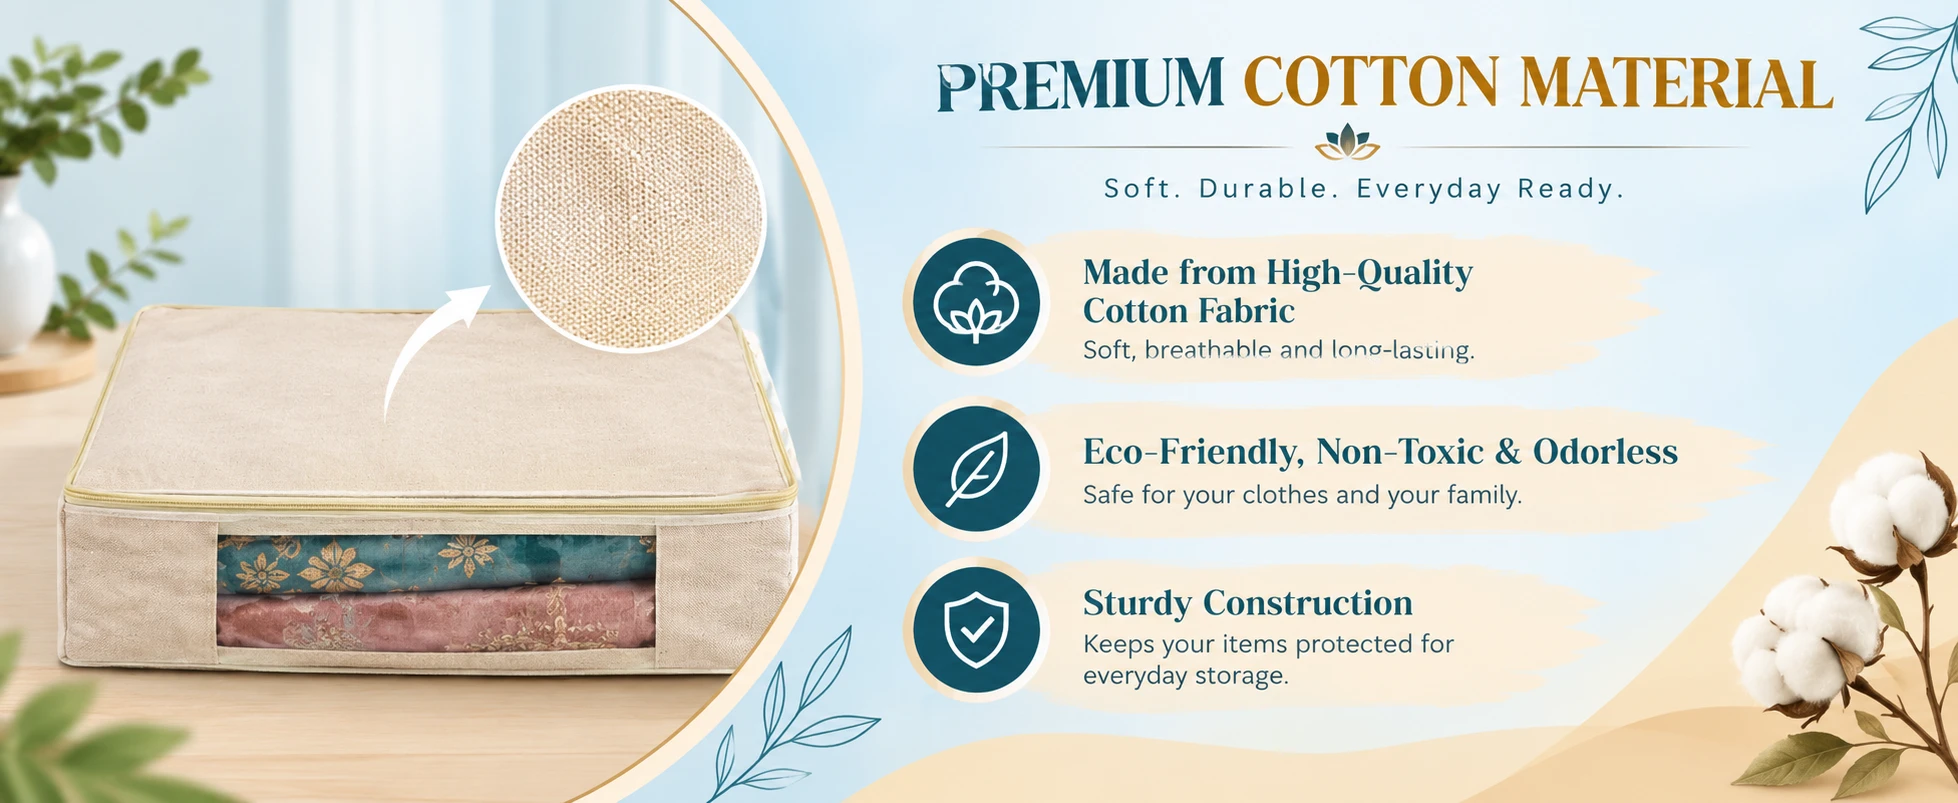 PREMIUM COTTON MATERIAL
Soft. Durable. Everyday Ready.
Made from High-Quality
Cotton Fabric
Soft, breathable and long-lasting.
Eco-Friendly, Non-Toxic & Odorless
Safe for your clothes and your family.
Sturdy Construction
Keeps your items protected for
everyday storage.